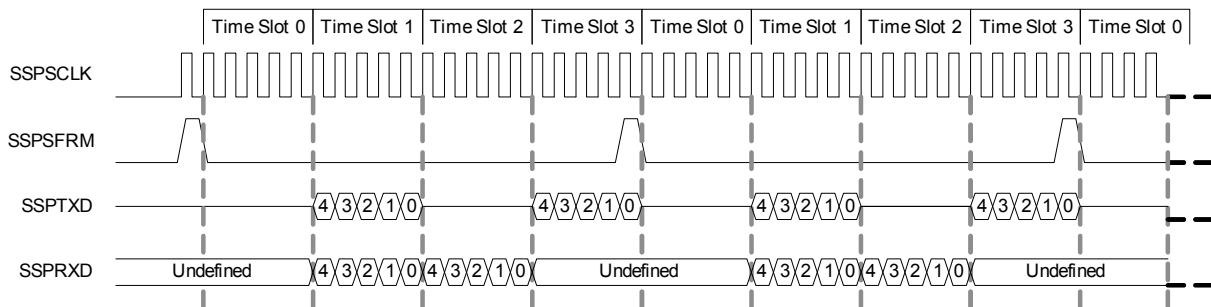 Time Slot 0 Time Slot 1 Time Slot 2 Time Slot 3 Time Slot 0 Time Slot 1 Time Slot 2 Time Slot 3 Time Slot 0
SSPSCLK
SSPSFRM
SSPTXD 4 3 2 1 0 4 3 2 1 0 4 3 2 1 0 4 3 2 1 0
SSPRXD Undefined 4 3 2 1 0 4 3 2 1 0 Undefined 4 3 2 1 0 4 3 2 1 0 Undefined